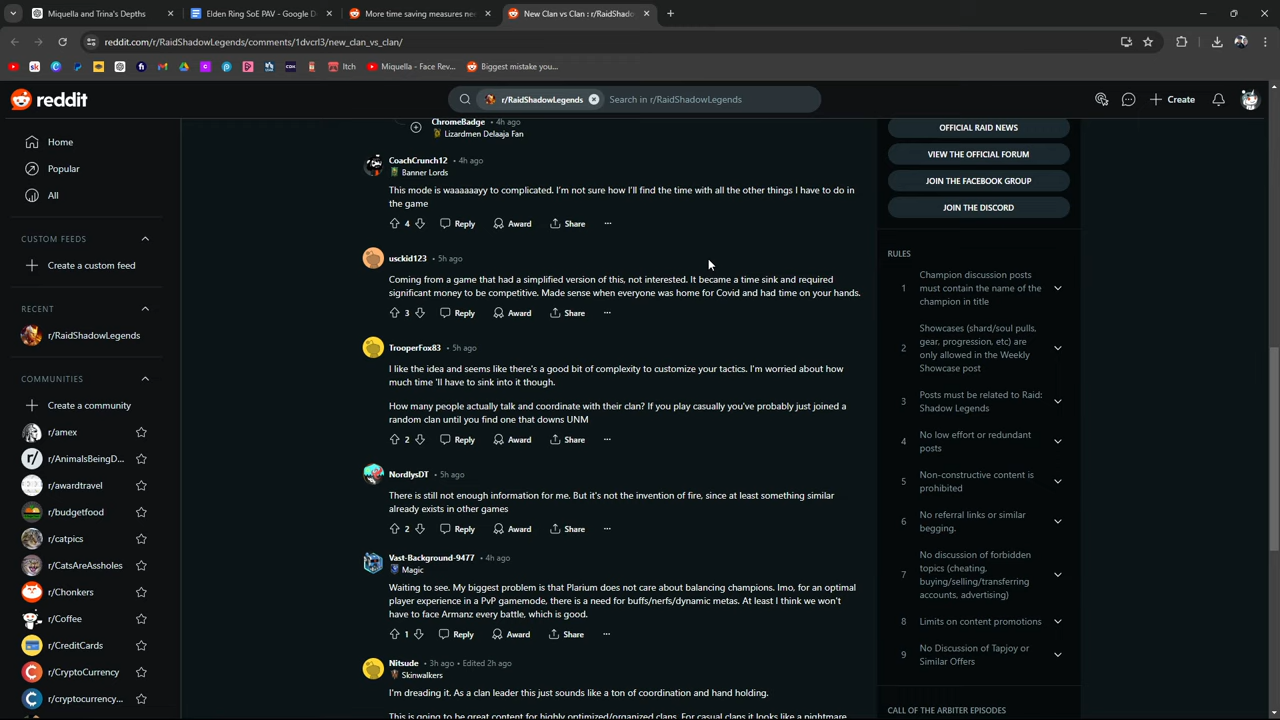 Miquella and Trina's Depths
Elden Ring SoE PAV - Google D
More time saving measures ne
New Clan vs Clan : r/RaidShado
reddit.com/r/RaidShadowLegends/comments/1dvcrl3/new_clan_vs_clan/
Itch
Miquella - Face Rev...
Biggest mistake you...
reddit
r/RaidShadowLegends
Search in r/RaidShadowLegends
Create
Home
Popular
All
CUSTOM FEEDS
Create a custom feed
RECENT
r/RaidShadowLegends
COMMUNITIES
Create a community
r/amex
r/AnimalsBeingD...
r/awardtravel
r/budgetfood
r/catpics
r/CatsAreAssholes
r/Chonkers
r/Coffee
r/CreditCards
r/CryptoCurrency
r/cryptocurrency...
ChromeBadge • 4h ago
Lizardmen Delaaja Fan
CoachCrunch12 • 4h ago
Banner Lords
This mode is waaaaaayy to complicated. I'm not sure how I'll find the time with all the other things I have to do in
the game
4 Reply Award Share
usckid123 • 5h ago
Coming from a game that had a simplified version of this, not interested. It became a time sink and required
significant money to be competitive. Made sense when everyone was home for Covid and had time on your hands.
3 Reply Award Share
TrooperFox83 • 5h ago
I like the idea and seems like there's a good bit of complexity to customize your tactics. I'm worried about how
much time 'll have to sink into it though.
How many people actually talk and coordinate with their clan? If you play casually you've probably just joined a
random clan until you find one that downs UNM
2 Reply Award Share
NordlysDT • 5h ago
There is still not enough information for me. But it's not the invention of fire, since at least something similar
already exists in other games
2 Reply Award Share
Vast-Background-9477 • 4h ago
Magic
Waiting to see. My biggest problem is that Plarium does not care about balancing champions. Imo, for an optimal
player experience in a PvP gamemode, there is a need for buffs/nerfs/dynamic metas. At least I think we won't
have to face Armanz every battle, which is good.
1 Reply Award Share
Nitsude • 3h ago • Edited 2h ago
Skinwalkers
I'm dreading it. As a clan leader this just sounds like a ton of coordination and hand holding.
This is going to be great content for highly optimized/organized clans. For casual clans it looks like a nightmare
OFFICIAL RAID NEWS
VIEW THE OFFICIAL FORUM
JOIN THE FACEBOOK GROUP
JOIN THE DISCORD
RULES
1 Champion discussion posts
must contain the name of the
champion in title
2 Showcases (shard/soul pulls,
gear, progression, etc) are
only allowed in the Weekly
Showcase post
3 Posts must be related to Raid:
Shadow Legends
4 No low effort or redundant
posts
5 Non-constructive content is
prohibited
6 No referral links or similar
begging.
7 No discussion of forbidden
topics (cheating,
buying/selling/transferring
accounts, advertising)
8 Limits on content promotions
9 No Discussion of Tapjoy or
Similar Offers
CALL OF THE ARBITER EPISODES